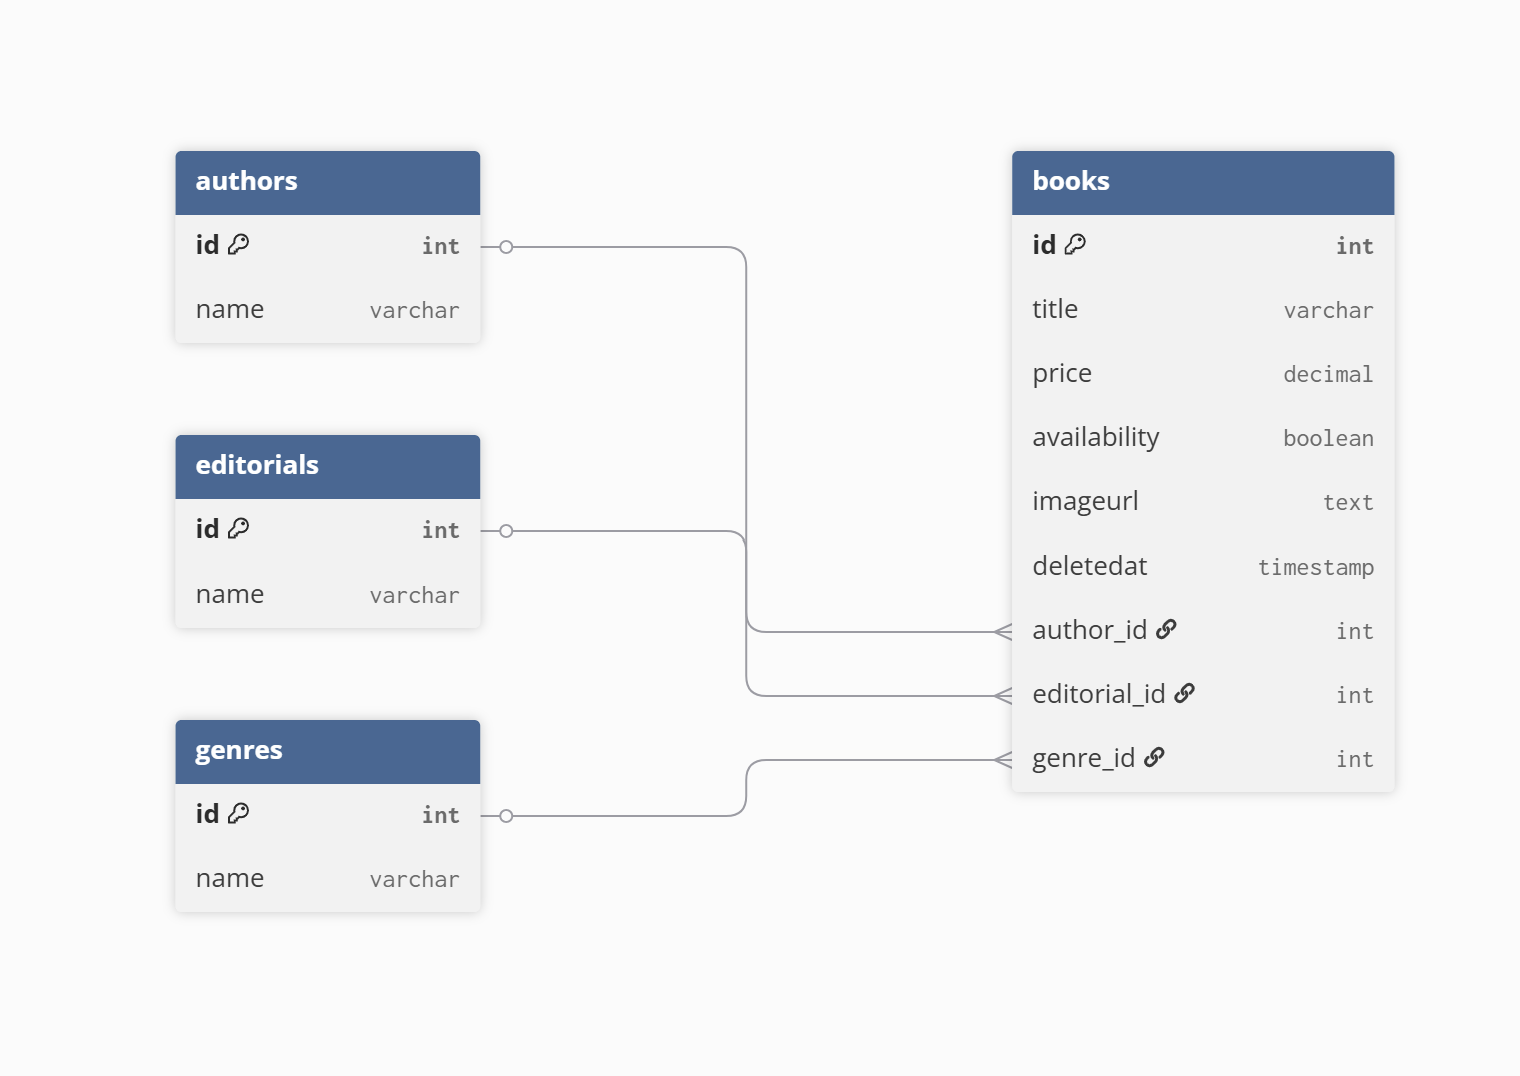 authors
id int
name varchar
editorials
id int
name varchar
genres
id int
name varchar
books
id int
title varchar
price decimal
availability boolean
imageurl text
deletedat timestamp
author_id int
editorial_id int
genre_id int